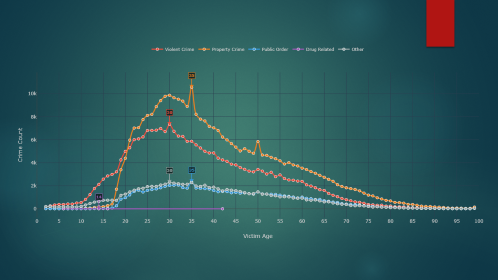 Violent Crime Property Crime Public Order Drug Related Other
10k
8k
6k
4k
2k
0
0 5 10 15 20 25 30 35 40 45 50 55 60 65 70 75 80 85 90 95 100
Crime Count
Victim Age